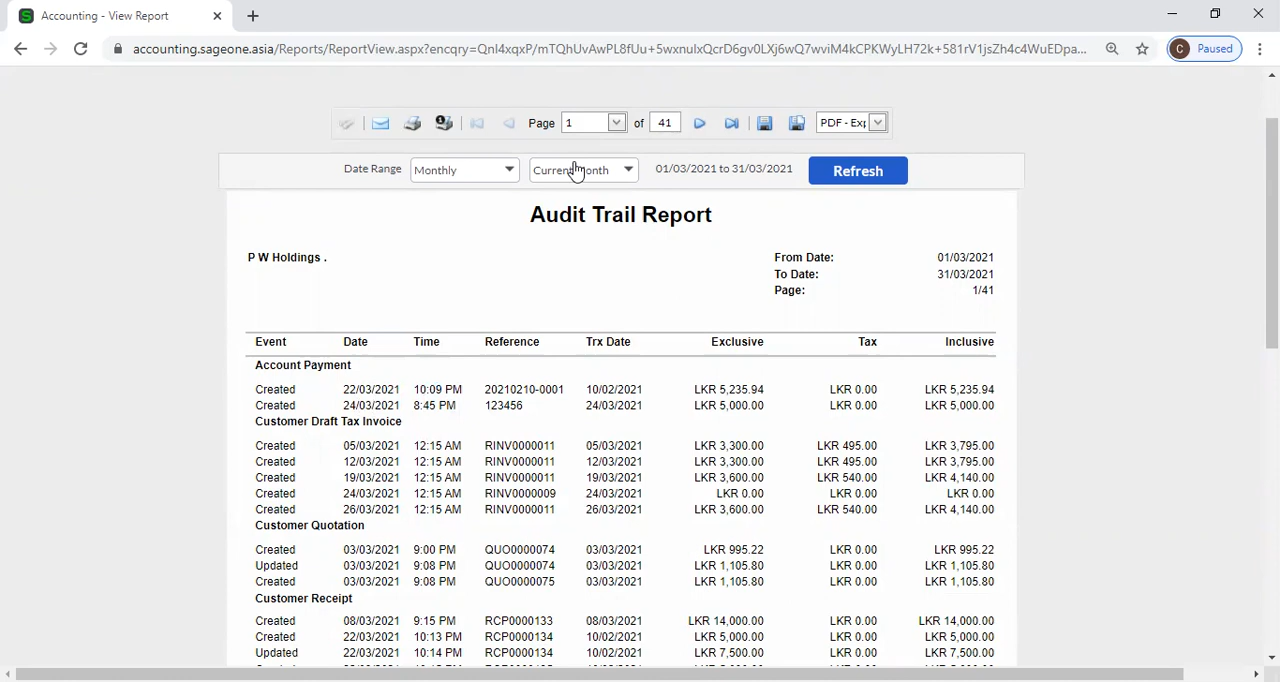 Accounting - View Report
accounting.sageone.asia/Reports/ReportView.aspx?encqry=Qnl4xqxP/mTQhUvAwPL8fUu+5wxnulxQcrD6gv0LXj6wQ7wviM4kCPKWyLH72k+581rV1jsZh4c4WuEDpa...
C Paused
Page 1 of 41 PDF - Exp
Date Range Monthly Current Month 01/03/2021 to 31/03/2021 Refresh
Audit Trail Report
P W Holdings . From Date: 01/03/2021
To Date: 31/03/2021
Page: 1/41
Event Date Time Reference Trx Date Exclusive Tax Inclusive
Account Payment
Created 22/03/2021 10:09 PM 20210210-0001 10/02/2021 LKR 5,235.94 LKR 0.00 LKR 5,235.94
Created 24/03/2021 8:45 PM 123456 24/03/2021 LKR 5,000.00 LKR 0.00 LKR 5,000.00
Customer Draft Tax Invoice
Created 05/03/2021 12:15 AM RINV0000011 05/03/2021 LKR 3,300.00 LKR 495.00 LKR 3,795.00
Created 12/03/2021 12:15 AM RINV0000011 12/03/2021 LKR 3,300.00 LKR 495.00 LKR 3,795.00
Created 19/03/2021 12:15 AM RINV0000011 19/03/2021 LKR 3,600.00 LKR 540.00 LKR 4,140.00
Created 24/03/2021 12:15 AM RINV0000009 24/03/2021 LKR 0.00 LKR 0.00 LKR 0.00
Created 26/03/2021 12:15 AM RINV0000011 26/03/2021 LKR 3,600.00 LKR 540.00 LKR 4,140.00
Customer Quotation
Created 03/03/2021 9:00 PM QUO0000074 03/03/2021 LKR 995.22 LKR 0.00 LKR 995.22
Updated 03/03/2021 9:08 PM QUO0000074 03/03/2021 LKR 1,105.80 LKR 0.00 LKR 1,105.80
Created 03/03/2021 9:08 PM QUO0000075 03/03/2021 LKR 1,105.80 LKR 0.00 LKR 1,105.80
Customer Receipt
Created 08/03/2021 9:15 PM RCP0000133 08/03/2021 LKR 14,000.00 LKR 0.00 LKR 14,000.00
Created 22/03/2021 10:13 PM RCP0000134 10/02/2021 LKR 5,000.00 LKR 0.00 LKR 5,000.00
Updated 22/03/2021 10:14 PM RCP0000134 10/02/2021 LKR 7,500.00 LKR 0.00 LKR 7,500.00